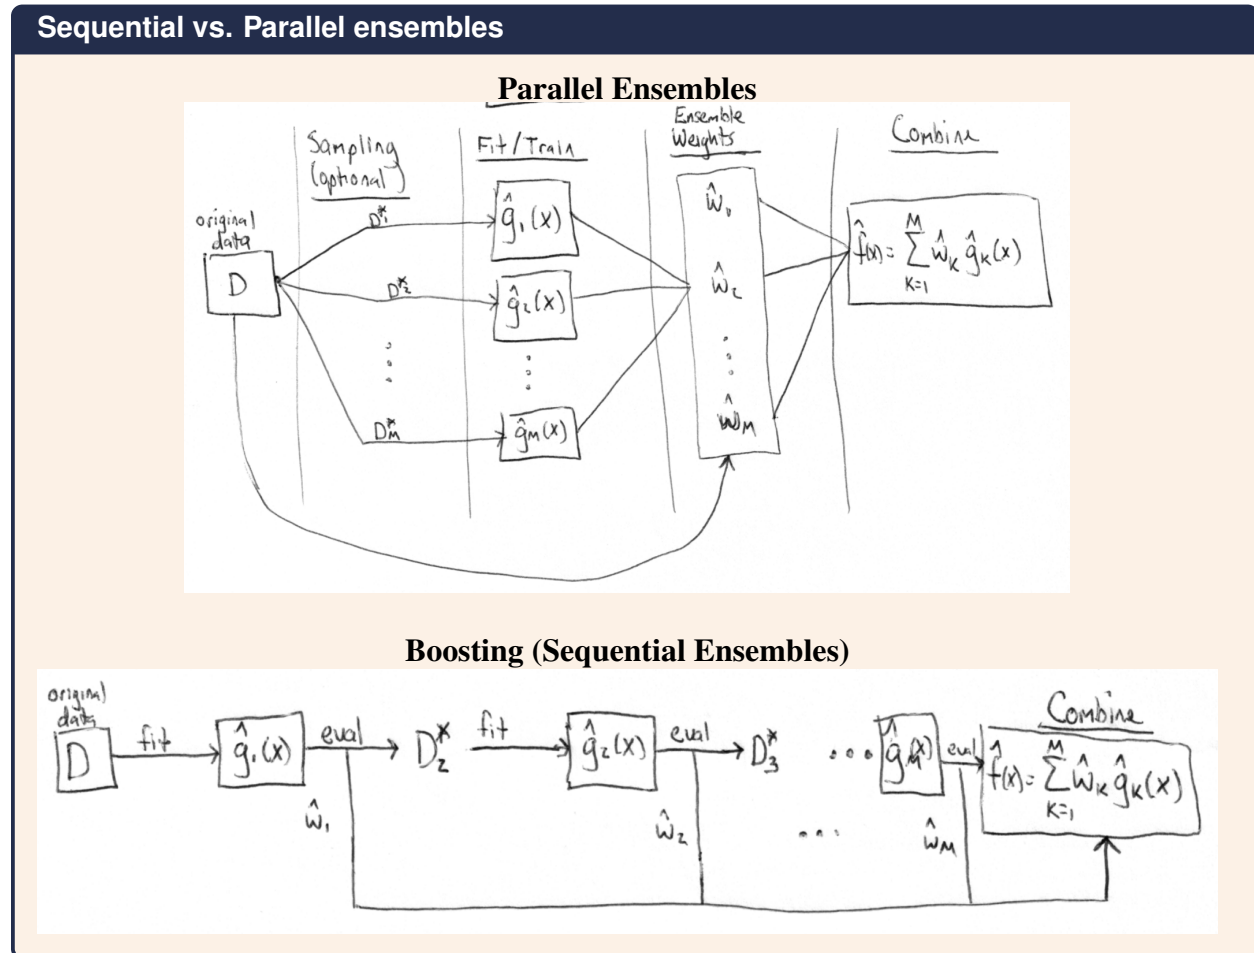 Sequential vs. Parallel ensembles
Parallel Ensembles
Sampling
(optional)
Fit/Train
Ensemble
Weights
Combine
original
data
D
D*₁
ĝ₁(x)
ŵ₁
D*₂
ĝ₂(x)
ŵ₂
D*M
ĝM(x)
ŵM
f̂(x) = ∑ᴹₖ₌₁ ŵₖ ĝₖ(x)
Boosting (Sequential Ensembles)
original
data
D
fit
ĝ₁(x)
eval
D*₂
fit
ĝ₂(x)
eval
D*₃
...
ĝM(x)
eval
Combine
f̂(x) = ∑ᴹₖ₌₁ ŵₖ ĝₖ(x)
ŵ₁
ŵ₂
...
ŵM